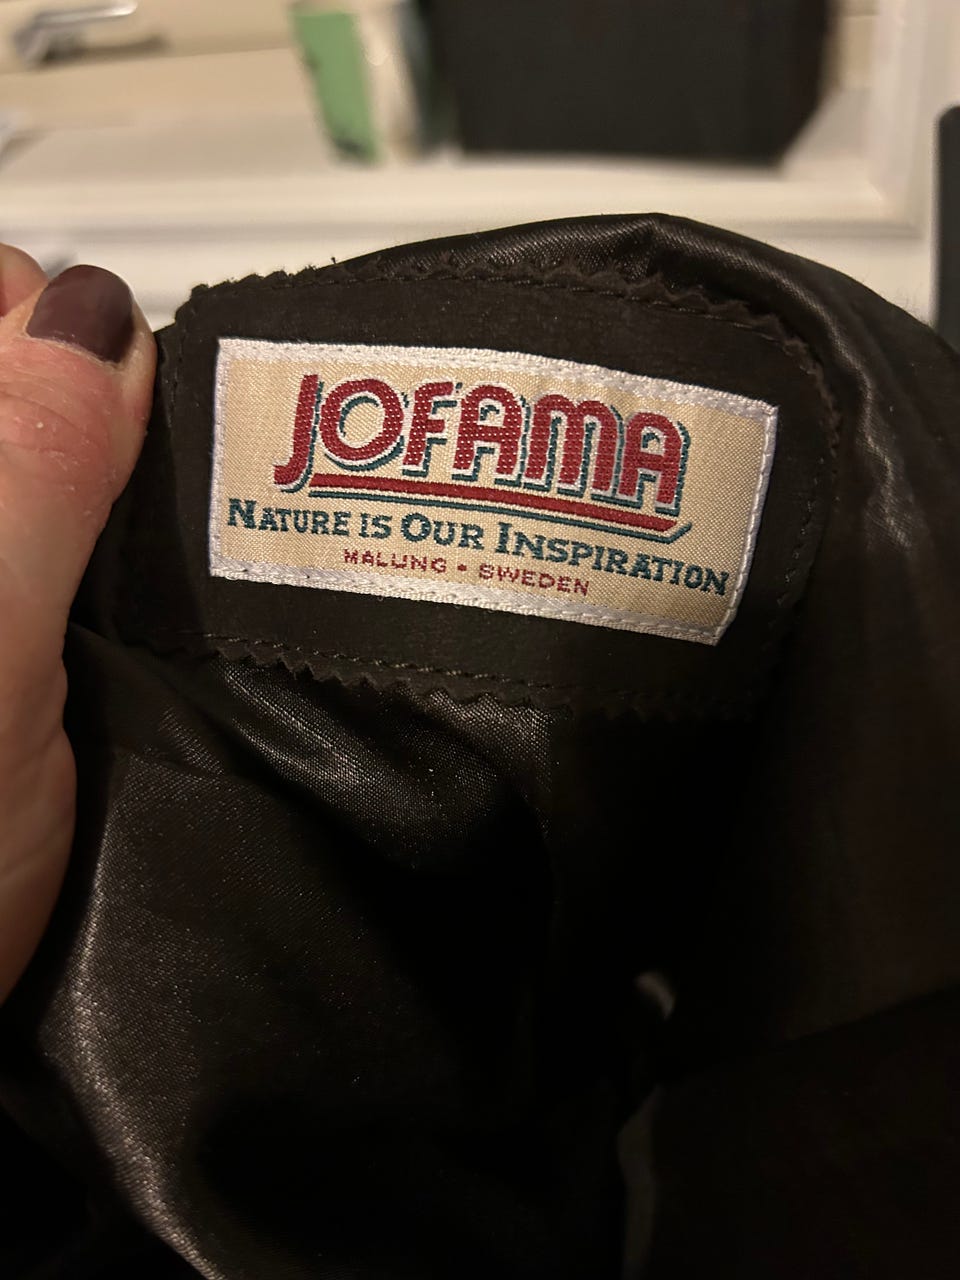 JOFAMA
NATURE IS OUR INSPIRATION
MALUNG • SWEDEN